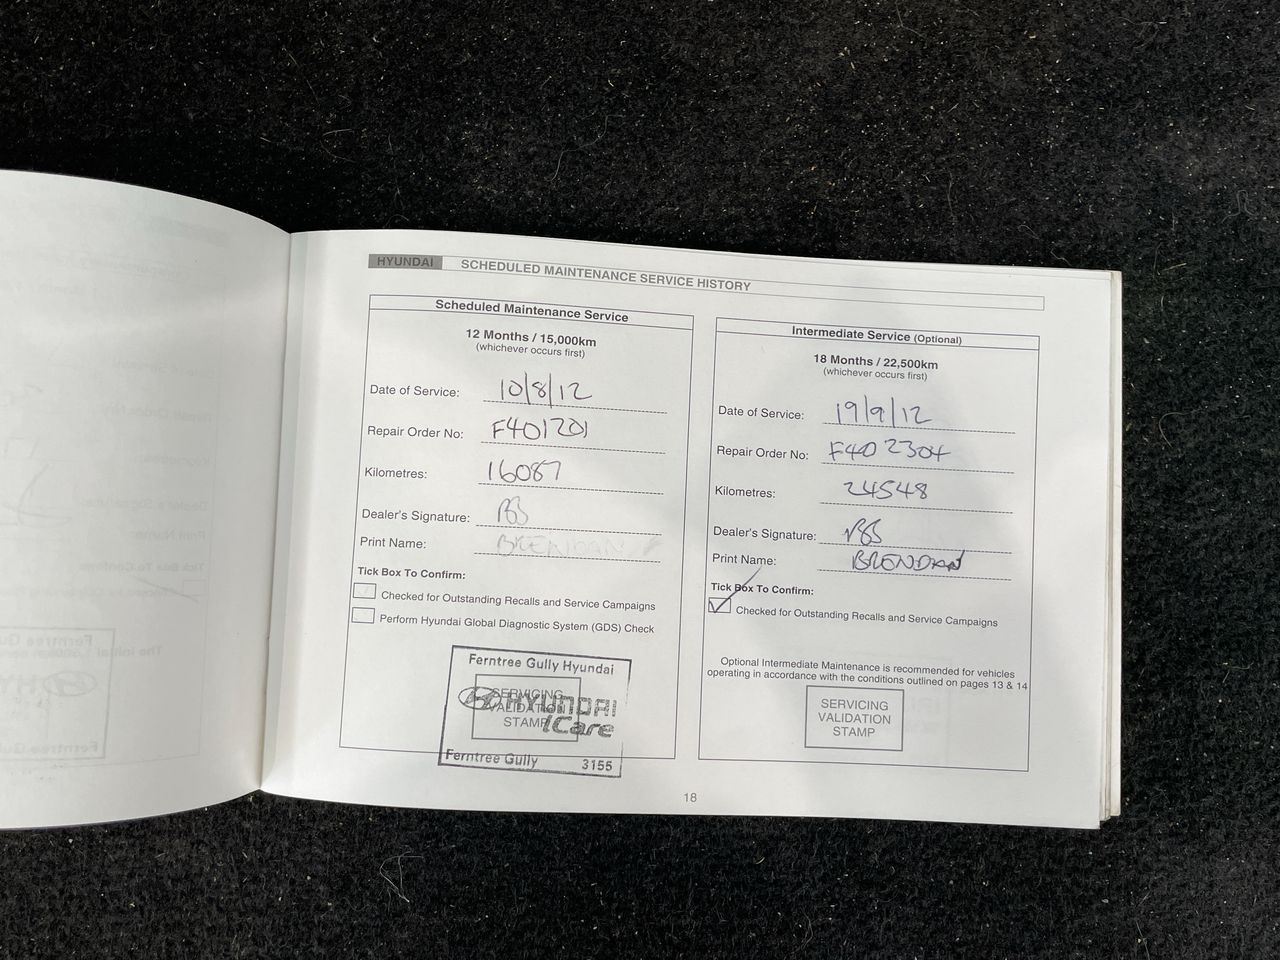 HYUNDAI SCHEDULED MAINTENANCE SERVICE HISTORY
Scheduled Maintenance Service
12 Months / 15,000km
(whichever occurs first)
Date of Service: 10/8/12
Repair Order No: F401201
Kilometres: 16087
Dealer's Signature:
Print Name: BRENDAN
Tick Box To Confirm:
Checked for Outstanding Recalls and Service Campaigns
Perform Hyundai Global Diagnostic System (GDS) Check
Ferntree Gully Hyundai
SERVICING
VALIDATION
STAMP
HYUNDAI
iCare
Ferntree Gully 3155
Intermediate Service (Optional)
18 Months / 22,500km
(whichever occurs first)
Date of Service: 19/9/12
Repair Order No: F402304
Kilometres: 24548
Dealer's Signature:
Print Name: BRENDAN
Tick Box To Confirm:
Checked for Outstanding Recalls and Service Campaigns
Optional Intermediate Maintenance is recommended for vehicles
operating in accordance with the conditions outlined on pages 13 & 14
SERVICING
VALIDATION
STAMP
18